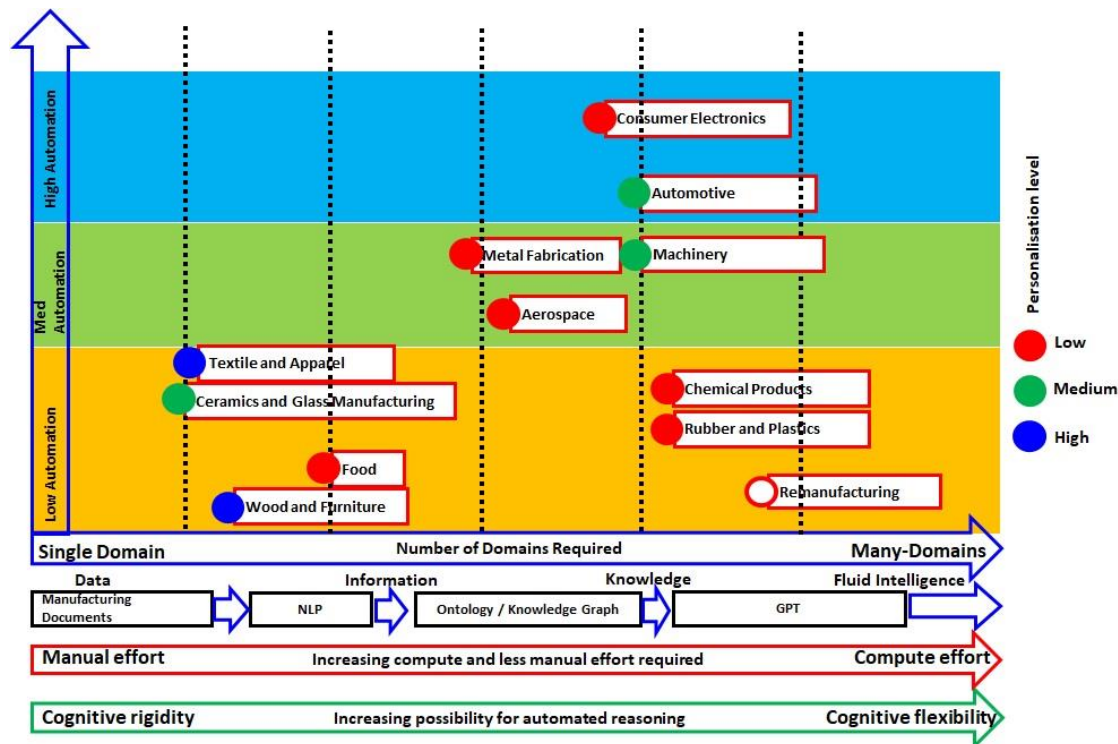 High Automation
Consumer Electronics
Automotive
Med
Automation
Metal Fabrication
Machinery
Aerospace
Low Automation
Textile and Apparel
Ceramics and Glass Manufacturing
Chemical Products
Rubber and Plastics
Food
Wood and Furniture
Remanufacturing
Personalisation level
Low
Medium
High
Single Domain
Number of Domains Required
Many-Domains
Data
Information
Knowledge
Fluid Intelligence
Manufacturing
Documents
NLP
Ontology / Knowledge Graph
GPT
Manual effort
Increasing compute and less manual effort required
Compute effort
Cognitive rigidity
Increasing possibility for automated reasoning
Cognitive flexibility